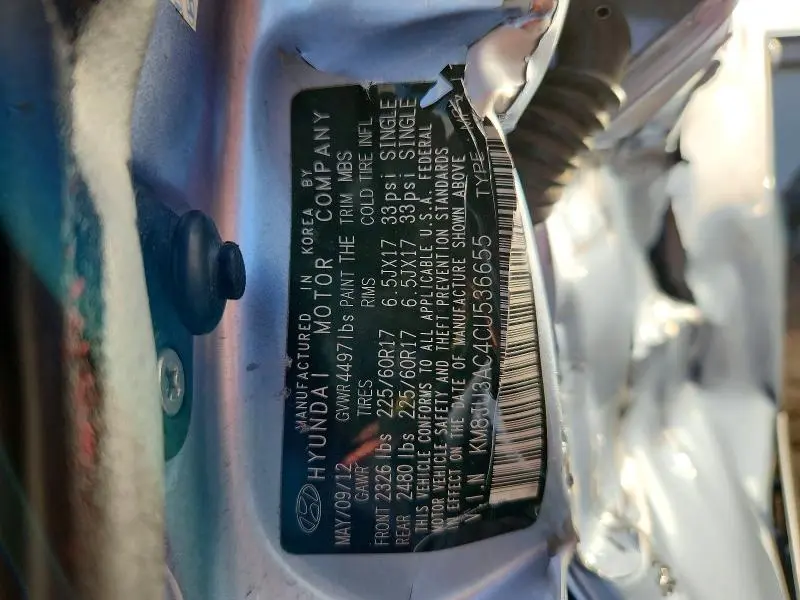 MANUFACTURED IN KOREA BY
HYUNDAI MOTOR COMPANY
MAY/09/12 GVWR 4497lbs PAINT THE TRIM MBS
GAWR TIRES RIMS COLD TIRE INFL
FRONT 2326 lbs 225/60R17 6.5JX17 33psi SINGLE
REAR 2480 lbs 225/60R17 6.5JX17 33 psi SINGLE
THIS VEHICLE CONFORMS TO ALL APPLICABLE U.S.A. FEDERAL
MOTOR VEHICLE SAFETY AND THEFT PREVENTION STANDARDS
IN EFFECT ON THE DATE OF MANUFACTURE SHOWN ABOVE
V.I.N KM8JU3AC4CU536655 TYPE